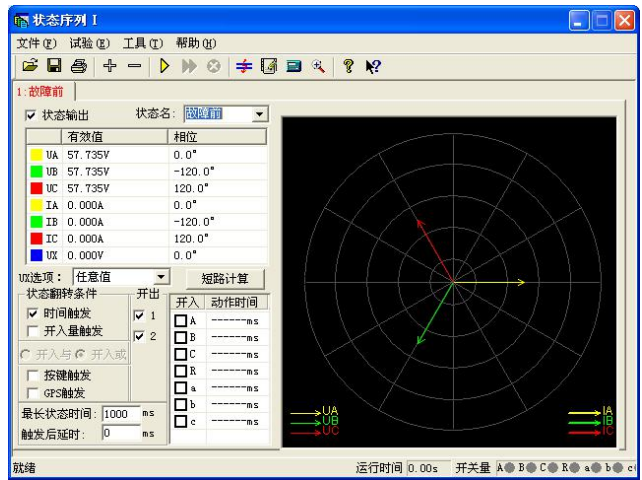 状态序列 I
文件(F) 试验(E) 工具(T) 帮助(H)
1:故障前
状态输出 状态名: 故障前
有效值 相位
UA 57.735V 0.0°
UB 57.735V -120.0°
UC 57.735V 120.0°
IA 0.000A 0.0°
IB 0.000A -120.0°
IC 0.000A 120.0°
UX 0.000V 0.0°
UX选项: 任意值 短路计算
状态翻转条件 开出 开入 动作时间
时间触发 1 A ------ms
开入量触发 2 B ------ms
开入与 开入或 C ------ms
按键触发 R ------ms
GPS触发 a ------ms
最长状态时间: 1000 ms b ------ms
触发后延时: 0 ms c ------ms
UA IA
UB IB
UC IC
就绪 运行时间 0.00s 开关量 A B C R a b c